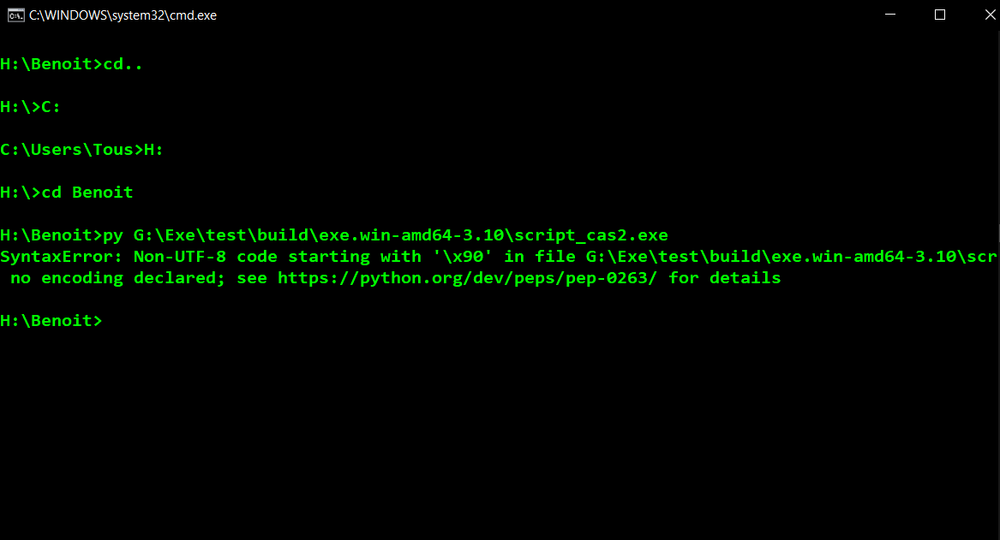 C:\WINDOWS\system32\cmd.exe
H:\Benoit>cd..
H:\>C:
C:\Users\Tous>H:
H:\>cd Benoit
H:\Benoit>py G:\Exe\test\build\exe.win-amd64-3.10\script_cas2.exe
SyntaxError: Non-UTF-8 code starting with '\x90' in file G:\Exe\test\build\exe.win-amd64-3.10\scr
no encoding declared; see https://python.org/dev/peps/pep-0263/ for details
H:\Benoit>